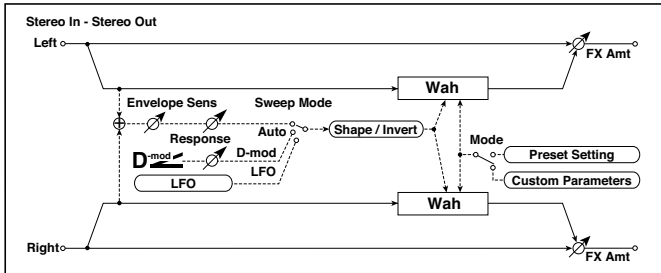 Stereo In - Stereo Out
Left
FX Amt
Wah
Envelope Sens
Sweep Mode
Auto
Shape / Invert
Response
D-mod
D-mod
LFO
LFO
Mode
Preset Setting
Custom Parameters
Wah
Right
FX Amt